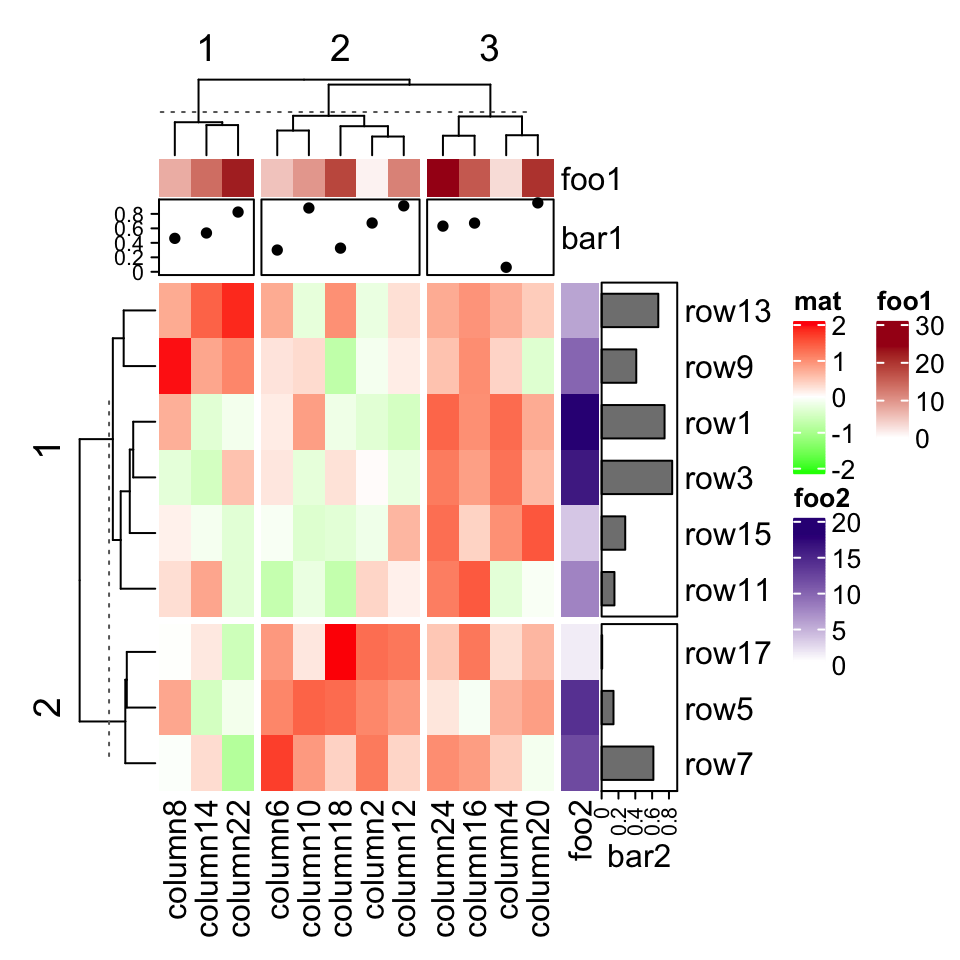 1 2 3
foo1
0.8
0.6
0.4
0.2
0
bar1
1
2
row13
row9
row1
row3
row15
row11
row17
row5
row7
column8
column14
column22
column6
column10
column18
column2
column12
column24
column16
column4
column20
foo2
0
0.2
0.4
0.6
0.8
bar2
mat
2
1
0
-1
-2
foo1
30
20
10
0
foo2
20
15
10
5
0